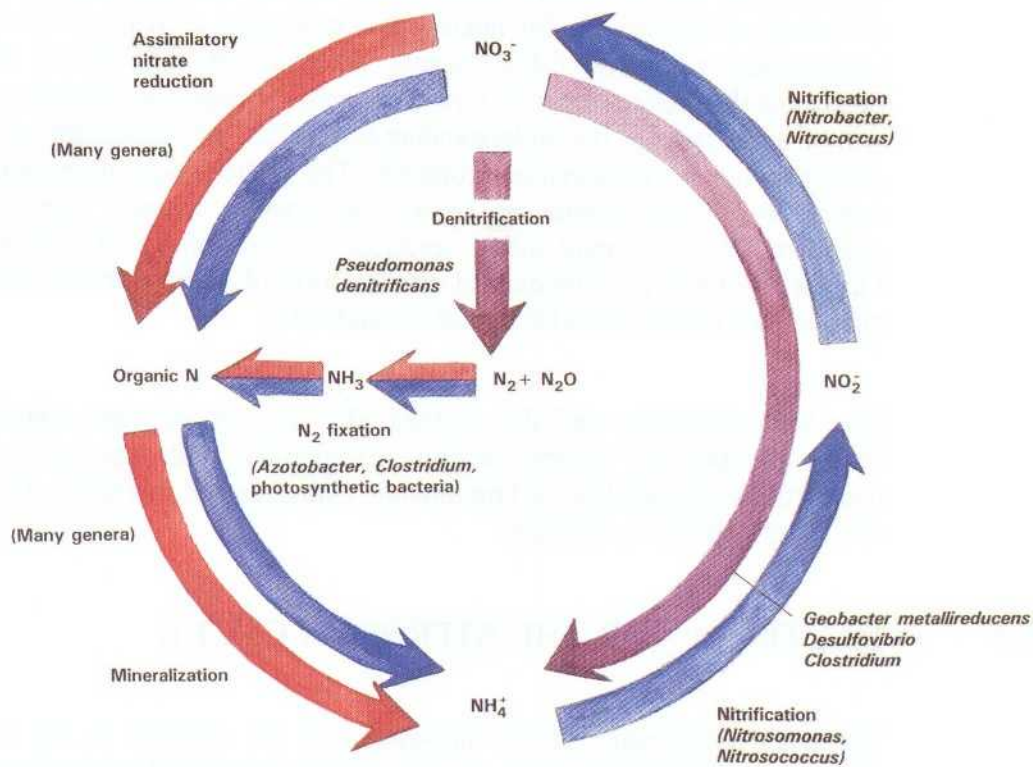 Assimilatory
nitrate
reduction
(Many genera)
NO₃⁻
Nitrification
(Nitrobacter,
Nitrococcus)
Denitrification
Pseudomonas
denitrificans
Organic N
NH₃
N₂ + N₂O
NO₂⁻
N₂ fixation
(Azotobacter, Clostridium,
photosynthetic bacteria)
(Many genera)
Mineralization
NH₄⁺
Geobacter metallireducens
Desulfovibrio
Clostridium
Nitrification
(Nitrosomonas,
Nitrosococcus)